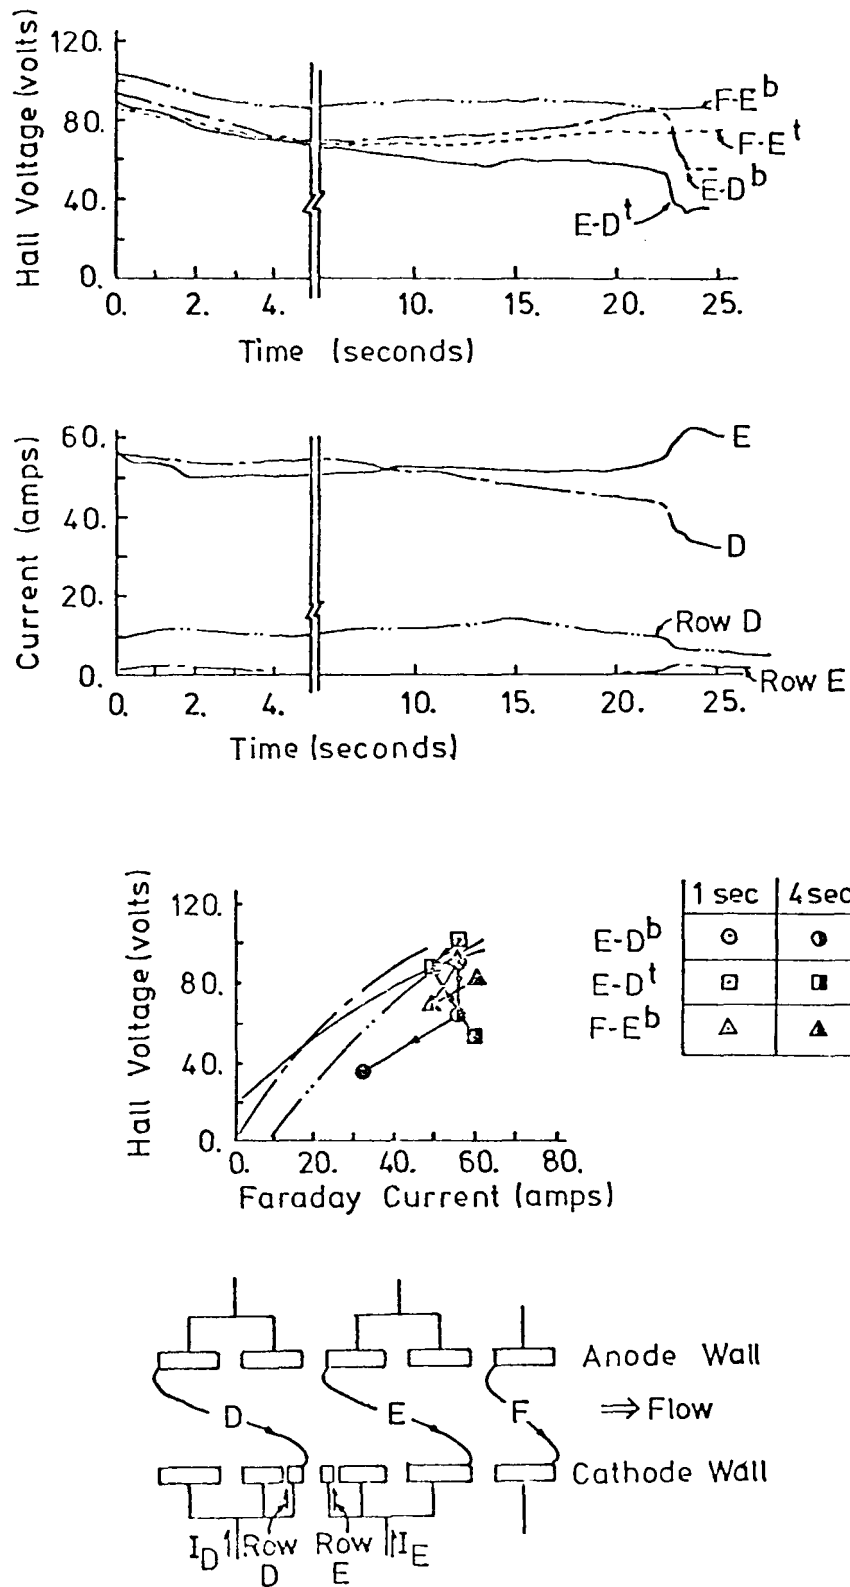 Hall Voltage (volts)
120.
80.
40.
0.
F-E^b
F-E^t
E-D^b
E-D^t
0. 2. 4. 10. 15. 20. 25.
Time (seconds)
Current (amps)
60.
40.
20.
0.
E
D
Row D
Row E
0. 2. 4. 10. 15. 20. 25.
Time (seconds)
Hall Voltage (volts)
120.
80.
40.
0.
0. 20. 40. 60. 80.
Faraday Current (amps)
1 sec 4sec
E-D^b
E-D^t
F-E^b
Anode Wall
D E F ⇒ Flow
Cathode Wall
I_D Row D Row E I_E